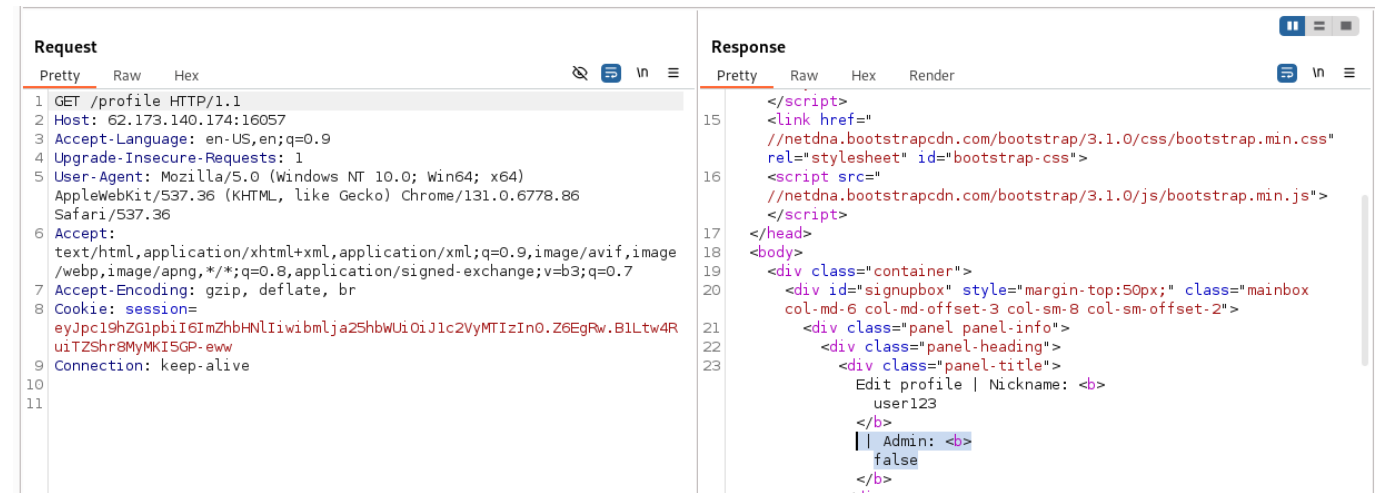 Request
Pretty Raw Hex
\n
1 GET /profile HTTP/1.1
2 Host: 62.173.140.174:16057
3 Accept-Language: en-US,en;q=0.9
4 Upgrade-Insecure-Requests: 1
5 User-Agent: Mozilla/5.0 (Windows NT 10.0; Win64; x64)
AppleWebKit/537.36 (KHTML, like Gecko) Chrome/131.0.6778.86
Safari/537.36
6 Accept:
text/html,application/xhtml+xml,application/xml;q=0.9,image/avif,image
/webp,image/apng,*/*;q=0.8,application/signed-exchange;v=b3;q=0.7
7 Accept-Encoding: gzip, deflate, br
8 Cookie: session=
eyJpc19hZG1pbiI6ImZhbHNlIiwibmlja25hbWUiOiJ1c2VyMTIzIn0.Z6EgRw.B1Ltw4R
uiTZShr8MyMKI5GP-eww
9 Connection: keep-alive
10
11
Response
Pretty Raw Hex Render
\n
</script>
15 <link href="
//netdna.bootstrapcdn.com/bootstrap/3.1.0/css/bootstrap.min.css"
rel="stylesheet" id="bootstrap-css">
16 <script src="
//netdna.bootstrapcdn.com/bootstrap/3.1.0/js/bootstrap.min.js">
</script>
17 </head>
18 <body>
19 <div class="container">
20 <div id="signupbox" style="margin-top:50px;" class="mainbox
col-md-6 col-md-offset-3 col-sm-8 col-sm-offset-2">
21 <div class="panel panel-info">
22 <div class="panel-heading">
23 <div class="panel-title">
Edit profile | Nickname: <b>
user123
</b>
| Admin: <b>
false
</b>